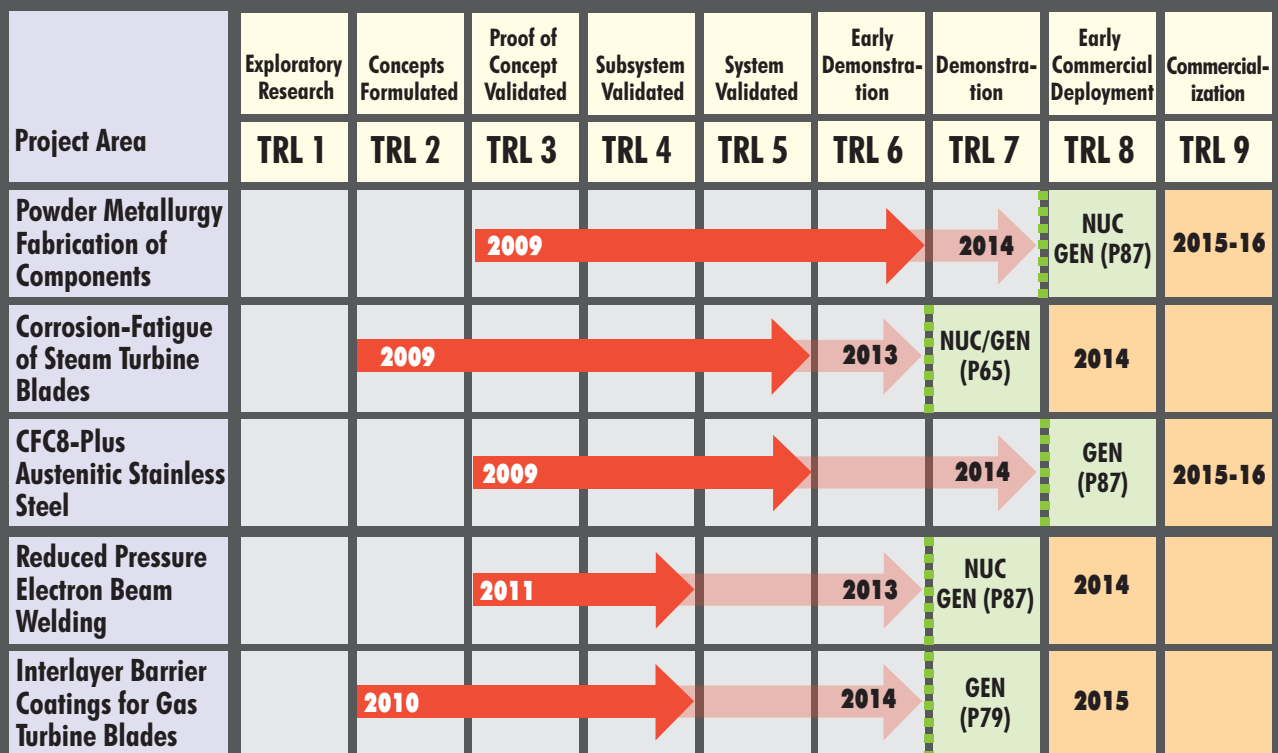 Project Area
Exploratory
Research
Concepts
Formulated
Proof of
Concept
Validated
Subsystem
Validated
System
Validated
Early
Demonstra-
tion
Demonstra-
tion
Early
Commercial
Deployment
Commercial-
ization
TRL 1
TRL 2
TRL 3
TRL 4
TRL 5
TRL 6
TRL 7
TRL 8
TRL 9
Powder Metallurgy
Fabrication of
Components
2009
2014
NUC
GEN (P87)
2015-16
Corrosion-Fatigue
of Steam Turbine
Blades
2009
2013
NUC/GEN
(P65)
2014
CFC8-Plus
Austenitic Stainless
Steel
2009
2014
GEN
(P87)
2015-16
Reduced Pressure
Electron Beam
Welding
2011
2013
NUC
GEN (P87)
2014
Interlayer Barrier
Coatings for Gas
Turbine Blades
2010
2014
GEN
(P79)
2015